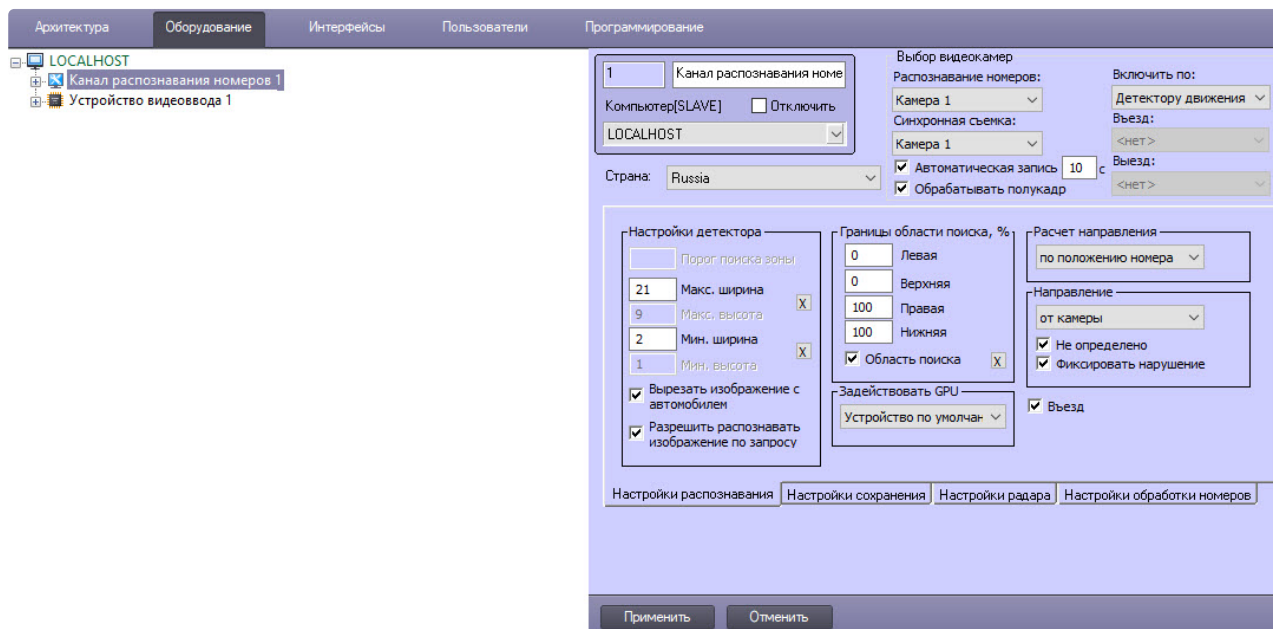 Архитектура Оборудование Интерфейсы Пользователи Программирование
LOCALHOST
Канал распознавания номеров 1
Устройство видеоввода 1
1 Канал распознавания номе
Компьютер[SLAVE] Отключить
LOCALHOST
Страна: Russia
Выбор видеокамер
Распознавание номеров:
Камера 1
Синхронная съемка:
Камера 1
Автоматическая запись 10 с
Обрабатывать полукадр
Включить по:
Детектору движения
Въезд:
<нет>
Выезд:
<нет>
Настройки детектора
Порог поиска зоны
21 Макс. ширина
X
9 Макс. высота
2 Мин. ширина
X
1 Мин. высота
Вырезать изображение с
автомобилем
Разрешить распознавать
изображение по запросу
Границы области поиска, %
0 Левая
0 Верхняя
100 Правая
100 Нижняя
Область поиска X
Задействовать GPU
Устройство по умолчан
Расчет направления
по положению номера
Направление
от камеры
Не определено
Фиксировать нарушение
Въезд
Настройки распознавания Настройки сохранения Настройки радара Настройки обработки номеров
Применить Отменить